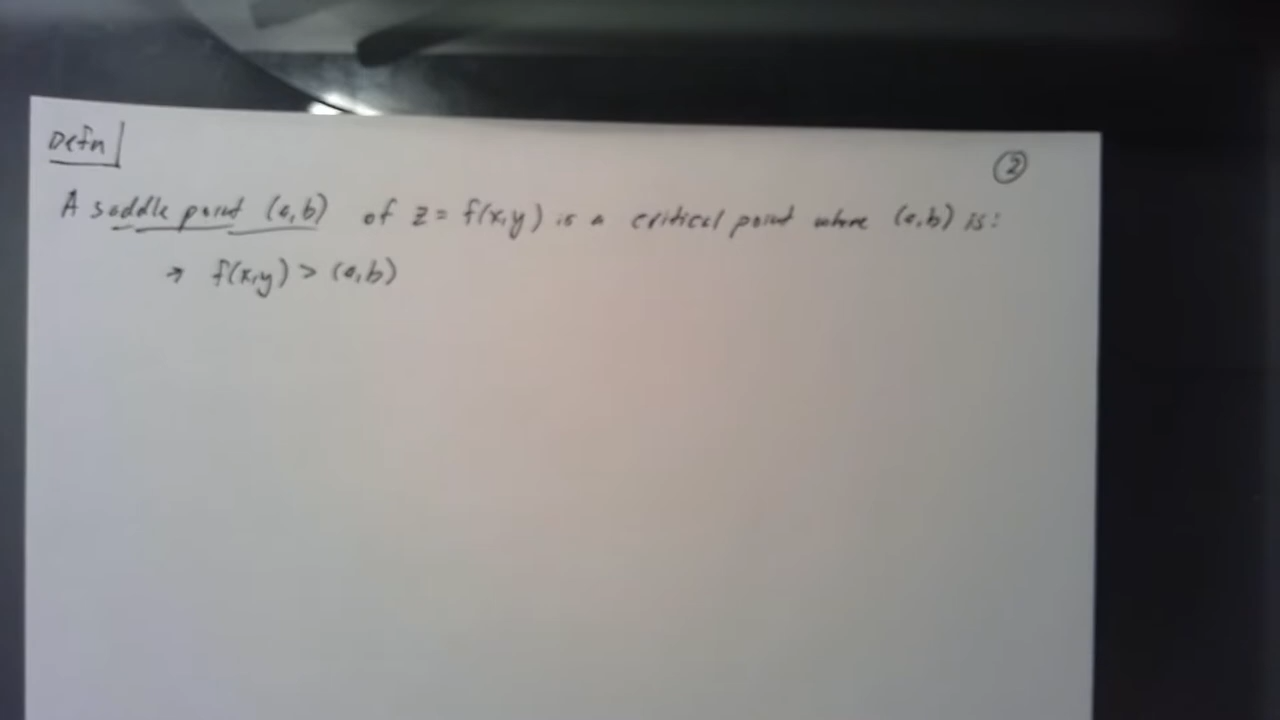 Defn
②
A saddle point (a,b) of z = f(x,y) is a critical point where (a,b) is:
→ f(x,y) > (a,b)